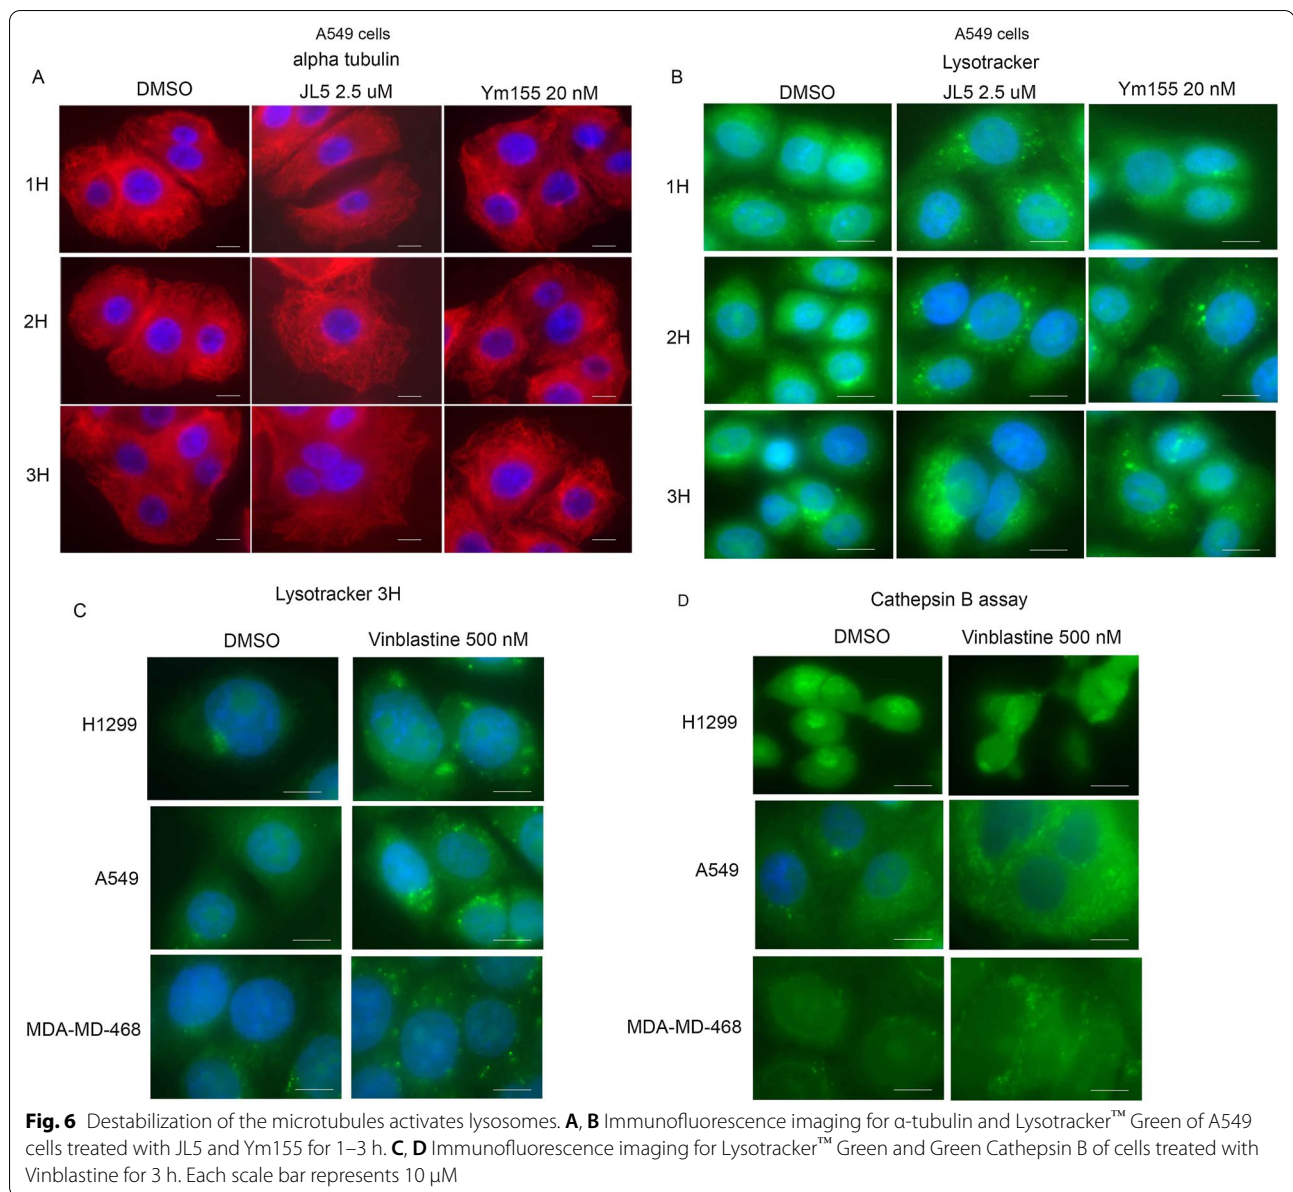 A549 cells
alpha tubulin
A
DMSO
JL5 2.5 uM
Ym155 20 nM
1H
2H
3H
A549 cells
Lysotracker
B
DMSO
JL5 2.5 uM
Ym155 20 nM
1H
2H
3H
Lysotracker 3H
C
DMSO
Vinblastine 500 nM
H1299
A549
MDA-MD-468
Cathepsin B assay
D
DMSO
Vinblastine 500 nM
H1299
A549
MDA-MD-468
Fig. 6 Destabilization of the microtubules activates lysosomes. A, B Immunofluorescence imaging for α-tubulin and Lysotracker™ Green of A549
cells treated with JL5 and Ym155 for 1–3 h. C, D Immunofluorescence imaging for Lysotracker™ Green and Green Cathepsin B of cells treated with
Vinblastine for 3 h. Each scale bar represents 10 μM